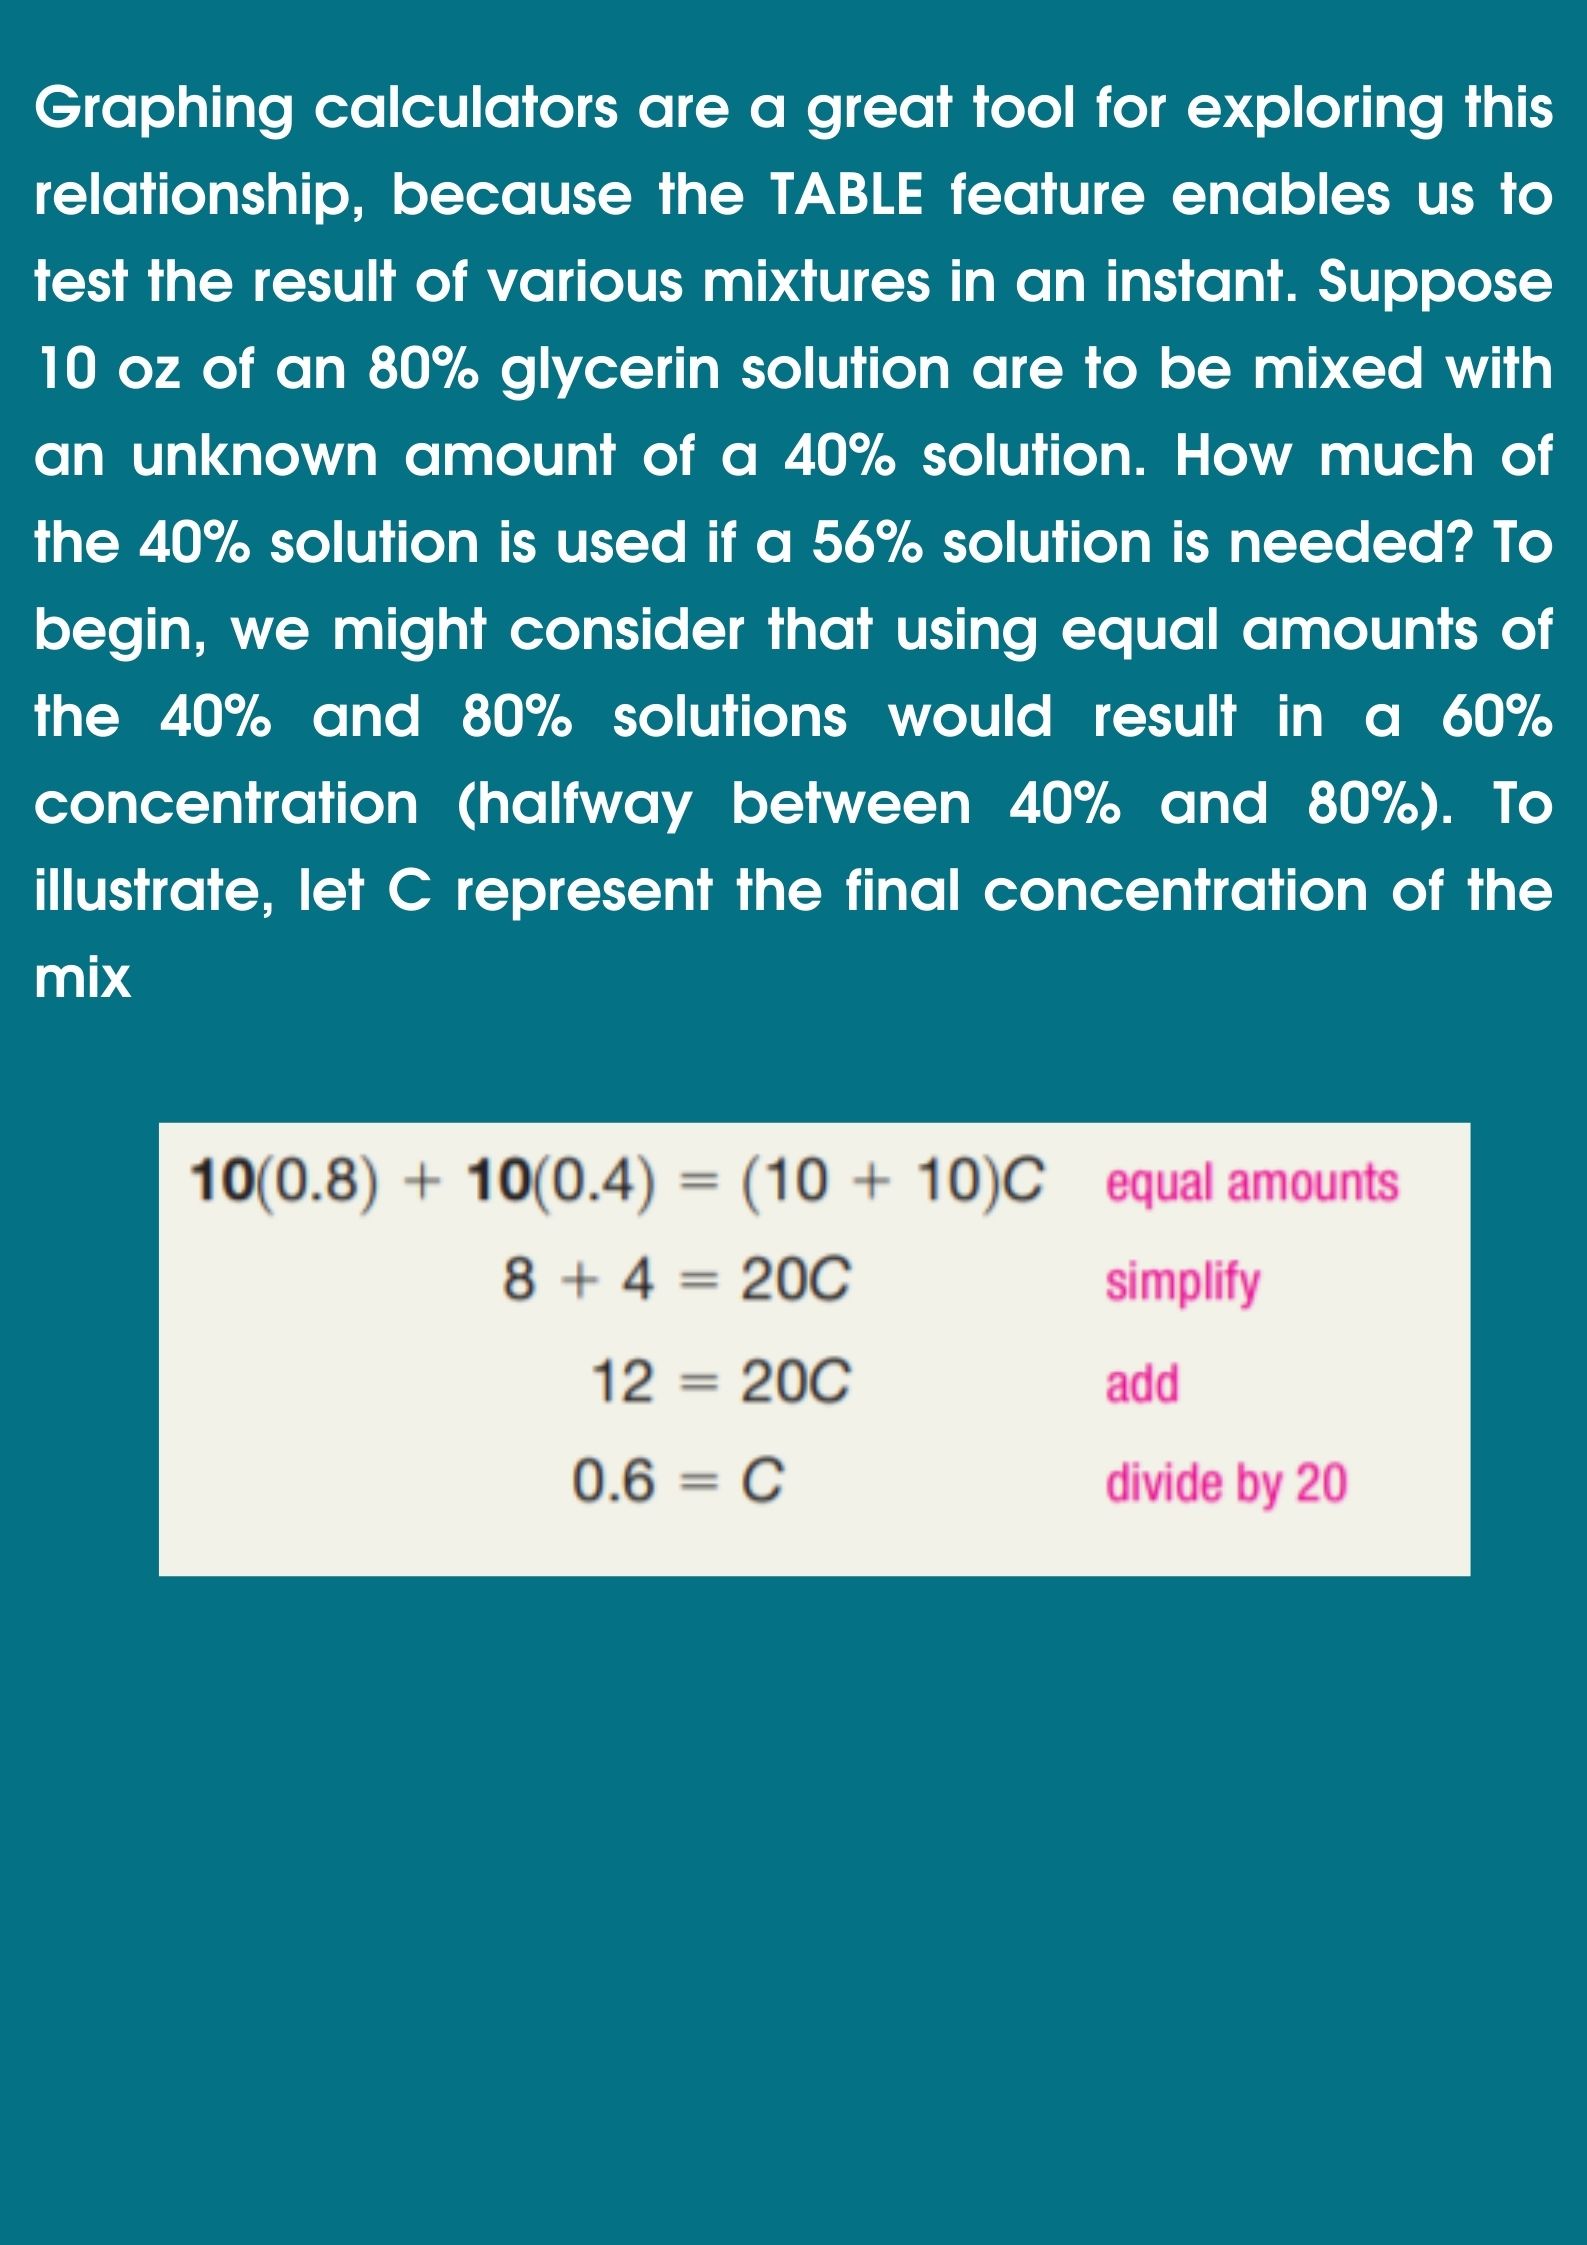 Graphing calculators are a great tool for exploring this
relationship, because the TABLE feature enables us to
test the result of various mixtures in an instant. Suppose
10 oz of an 80% glycerin solution are to be mixed with
an unknown amount of a 40% solution. How much of
the 40% solution is used if a 56% solution is needed? To
begin, we might consider that using equal amounts of
the 40% and 80% solutions would result in a 60%
concentration (halfway between 40% and 80%). To
illustrate, let C represent the final concentration of the
mix
10(0.8) + 10(0.4) = (10 + 10)C equal amounts
8 + 4 = 20C simplify
12 = 20C add
0.6 = C divide by 20